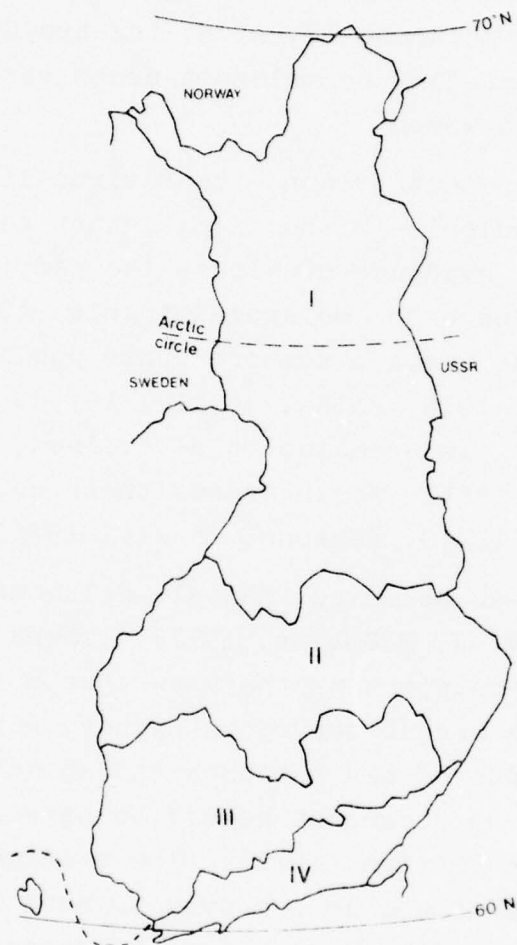 70°N
NORWAY
I
Arctic
circle
USSR
SWEDEN
II
III
IV
60 N